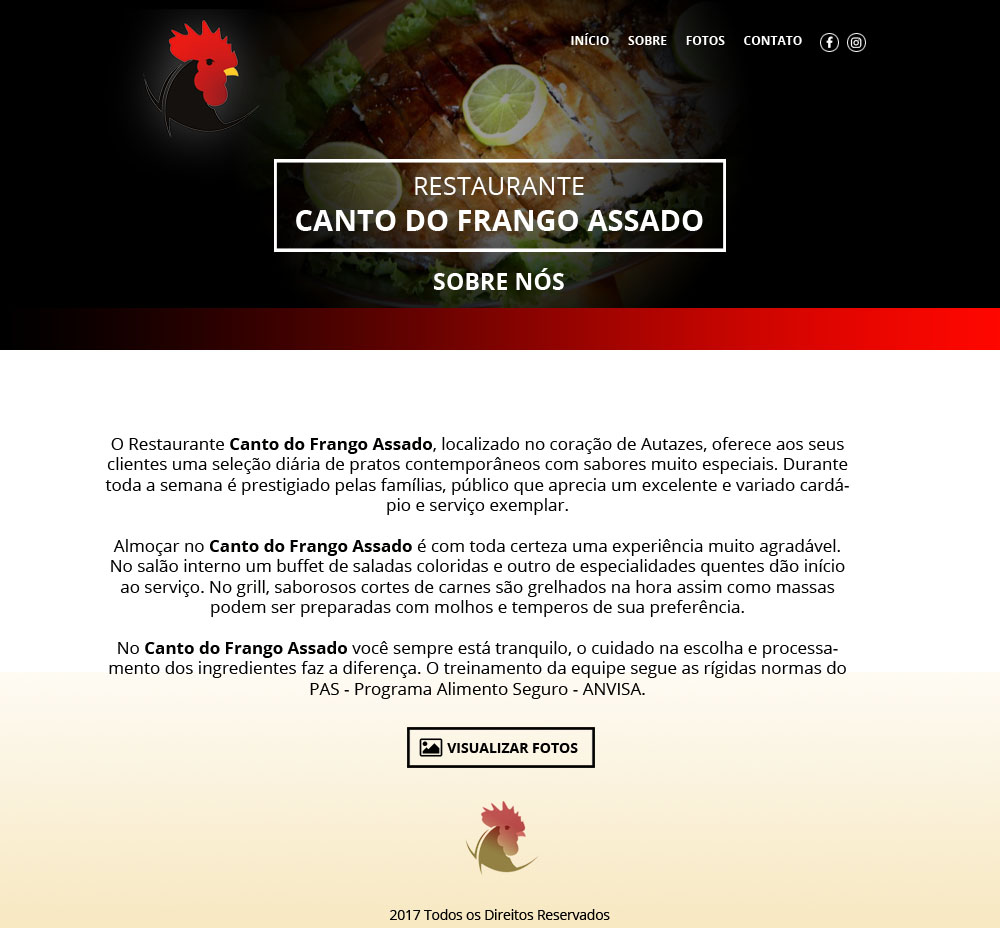 INÍCIO SOBRE FOTOS CONTATO
RESTAURANTE
CANTO DO FRANGO ASSADO
SOBRE NÓS
O Restaurante Canto do Frango Assado, localizado no coração de Autazes, oferece aos seus
clientes uma seleção diária de pratos contemporâneos com sabores muito especiais. Durante
toda a semana é prestigiado pelas famílias, público que aprecia um excelente e variado cardá-
pio e serviço exemplar.
Almoçar no Canto do Frango Assado é com toda certeza uma experiência muito agradável.
No salão interno um buffet de saladas coloridas e outro de especialidades quentes dão início
ao serviço. No grill, saborosos cortes de carnes são grelhados na hora assim como massas
podem ser preparadas com molhos e temperos de sua preferência.
No Canto do Frango Assado você sempre está tranquilo, o cuidado na escolha e processa-
mento dos ingredientes faz a diferença. O treinamento da equipe segue as rígidas normas do
PAS - Programa Alimento Seguro - ANVISA.
VISUALIZAR FOTOS
2017 Todos os Direitos Reservados